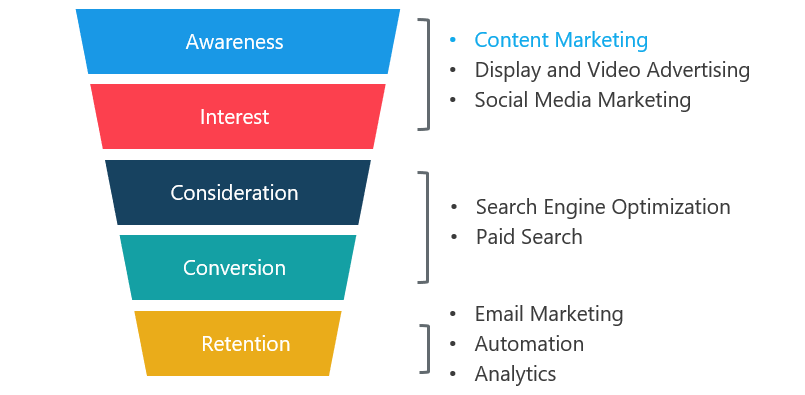 Awareness
Interest
Consideration
Conversion
Retention
• Content Marketing
• Display and Video Advertising
• Social Media Marketing
• Search Engine Optimization
• Paid Search
• Email Marketing
• Automation
• Analytics